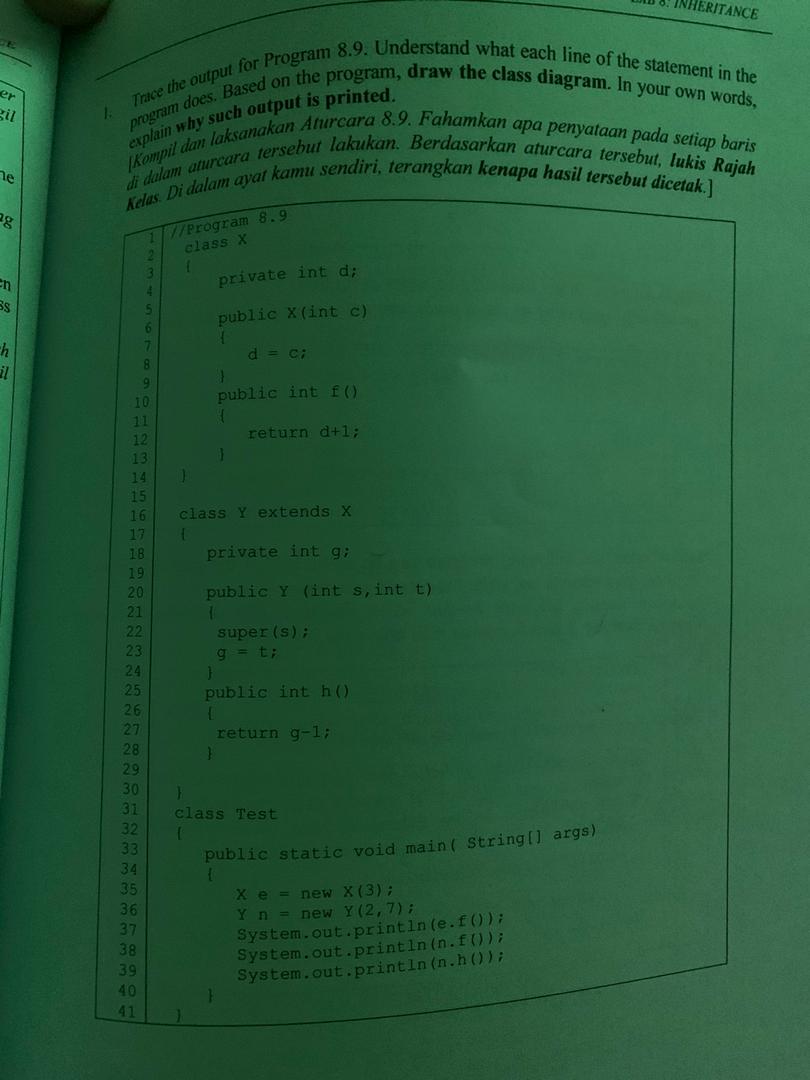 8: INHERITANCE
1. Trace the output for Program 8.9. Understand what each line of the statement in the
program does. Based on the program, draw the class diagram. In your own words,
explain why such output is printed.
[Kompil dan laksanakan Aturcara 8.9. Fahamkan apa penyataan pada setiap baris
di dalam aturcara tersebut lakukan. Berdasarkan aturcara tersebut, lukis Rajah
Kelas. Di dalam ayat kamu sendiri, terangkan kenapa hasil tersebut dicetak.]
1 //Program 8.9
2 class X
3 {
4 private int d;
5
6 public X(int c)
7 {
8 d = c;
9 }
10 public int f()
11 {
12 return d+1;
13 }
14 }
15
16 class Y extends X
17 {
18 private int g;
19
20 public Y (int s,int t)
21 {
22 super(s);
23 g = t;
24 }
25 public int h()
26 {
27 return g-1;
28 }
29
30 }
31 class Test
32 {
33 public static void main( String[] args)
34 {
35 X e = new X(3);
36 Y n = new Y(2,7);
37 System.out.println(e.f());
38 System.out.println(n.f());
39 System.out.println(n.h());
40 }
41 }